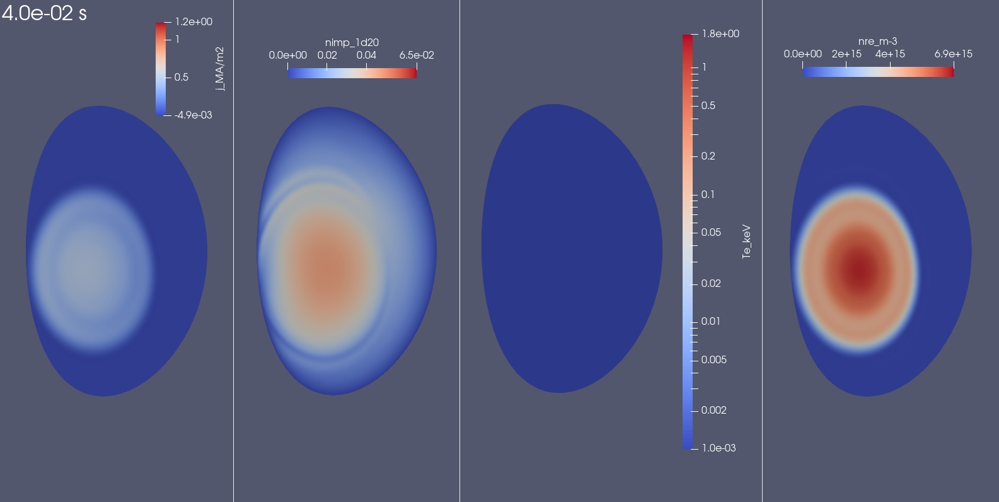 4.0e-02 s
1.2e+00
1
0.5
-4.9e-03
j_MA/m2
nimp_1d20
0.0e+00 0.02 0.04 6.5e-02
1.8e+00
1
0.5
0.2
0.1
0.05
0.02
0.01
0.005
0.002
1.0e-03
Te_keV
nre_m-3
0.0e+00 2e+15 4e+15 6.9e+15